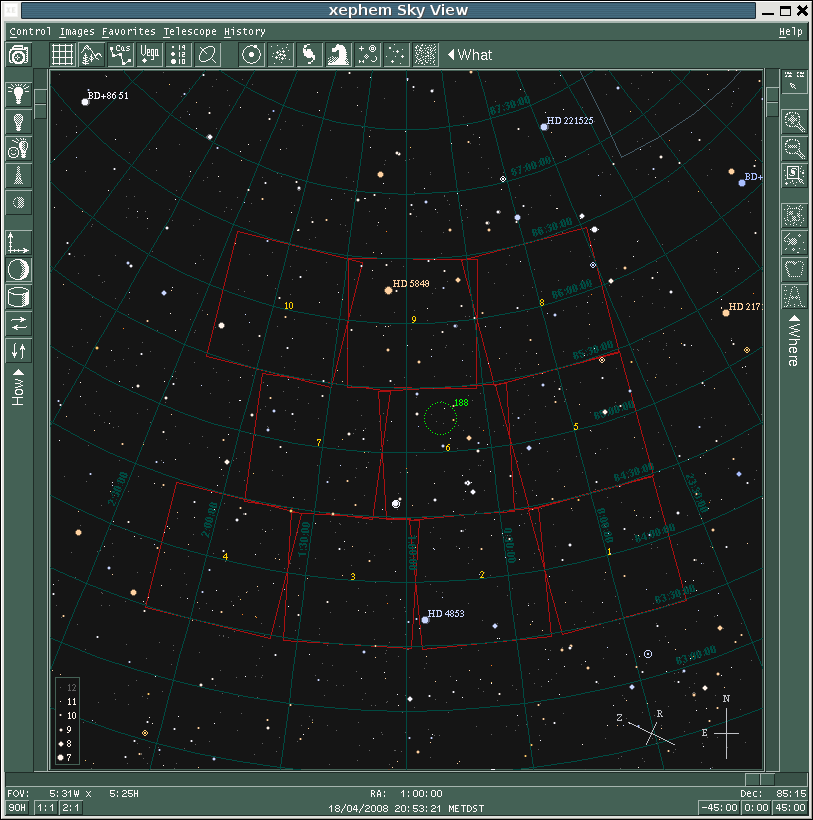 xephem Sky View
Control Images Favorites Telescope History Help
Cas Vega 19 12 10 What
BD+86 51
87:30:00
HD 221525
87:00:00
BD+
86:30:00
HD 5848
86:00:00
10
8
9
HD 217
Where
85:30:00
How
188
85:00:00
5
7
6
84:30:00
2:30:00
23:30:00
2:00:00
1:30:00
1:00:00
0:30:00
0:00:00
84:00:00
4
3
2
1
83:30:00
HD 4853
83:00:00
12
11
10
9
8
7
N
Z R
E
FOV: 5:31W x 5:25H RA: 1:00:00 Dec: 85:15
90H 1:1 2:1 18/04/2008 20:53:21 METDST -45:00 0:00 45:00